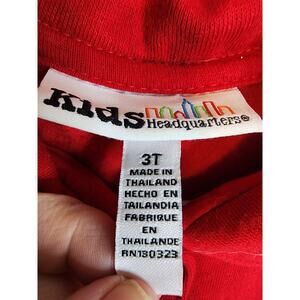 Kids
Headquarters®
3T
MADE IN
THAILAND
HECHO EN
TAILANDIA
FABRIQUE
EN
THAILANDE
RN130323